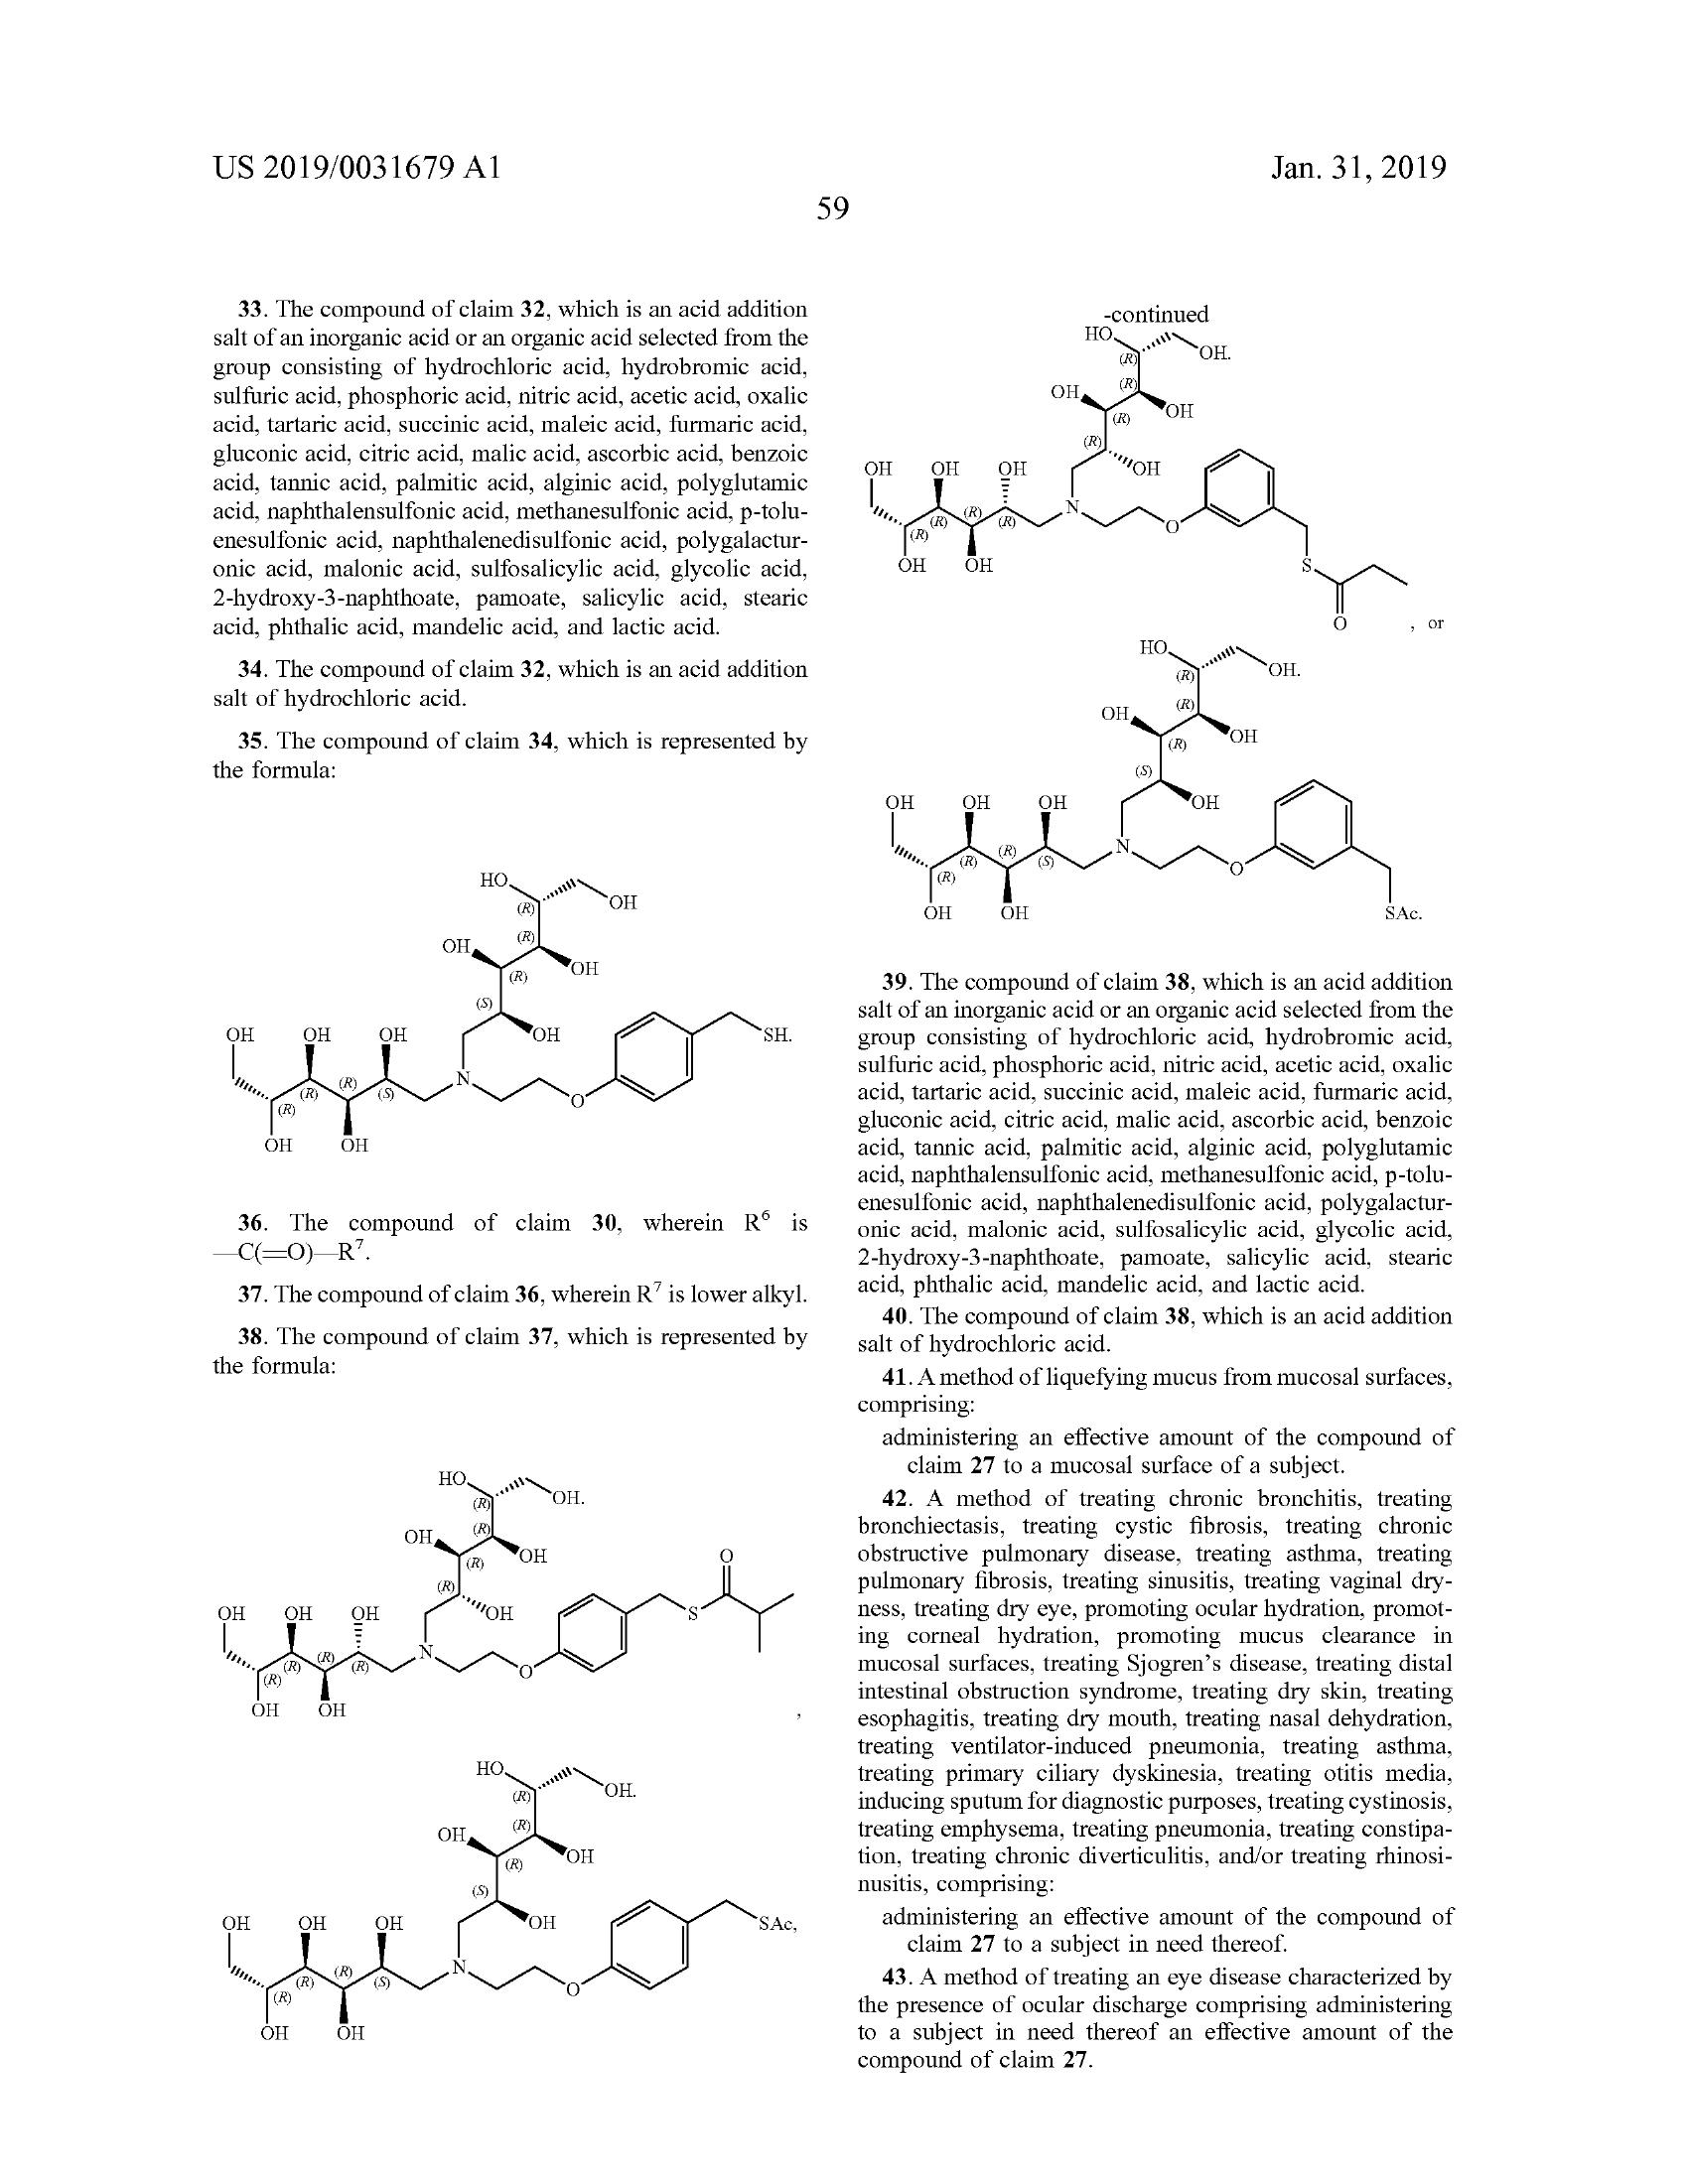 US 2019/0031679 A1
Jan. 31, 2019
59
33. The compound of claim 32, which is an acid addition
salt of an inorganic acid or an organic acid selected from the
group consisting of hydrochloric acid, hydrobromic acid,
sulfuric acid, phosphoric acid, nitric acid, acetic acid, oxalic
acid, tartaric acid, succinic acid, maleic acid, furmaric acid,
gluconic acid, citric acid, malic acid, ascorbic acid, benzoic
acid, tannic acid, palmitic acid, alginic acid, polyglutamic
acid, naphthalensulfonic acid, methanesulfonic acid, p-tolu-
enesulfonic acid, naphthalenedisulfonic acid, polygalactur-
onic acid, malonic acid, sulfosalicylic acid, glycolic acid,
2-hydroxy-3-naphthoate, pamoate, salicylic acid, stearic
acid, phthalic acid, mandelic acid, and lactic acid.
34. The compound of claim 32, which is an acid addition
salt of hydrochloric acid.
35. The compound of claim 34, which is represented by
the formula:
HO
OH
(R)
(R)
OH
OH
(R)
(S)
OH
OH
OH
OH
SH.
N
(R)
(R)
(S)
(R)
O
OH
OH
36. The compound of claim 30, wherein R⁶ is
—C(=O)—R⁷.
37. The compound of claim 36, wherein R⁷ is lower alkyl.
38. The compound of claim 37, which is represented by
the formula:
HO
OH.
(R)
(R)
OH
OH
(R)
O
(R)
OH
OH
OH
OH
S
N
(R)
(R)
(R)
(R)
O
OH
OH
,
HO
OH.
(R)
(R)
OH
OH
(R)
(S)
OH
OH
OH
OH
SAc,
N
(R)
(R)
(S)
(R)
O
OH
OH
-continued
HO
OH.
(R)
(R)
OH
OH
(R)
(R)
OH
OH
OH
OH
N
(R)
(R)
(R)
(R)
O
OH
OH
S
O
, or
HO
OH.
(R)
(R)
OH
OH
(R)
(S)
OH
OH
OH
OH
N
(R)
(R)
(S)
(R)
O
OH
OH
SAc.
39. The compound of claim 38, which is an acid addition
salt of an inorganic acid or an organic acid selected from the
group consisting of hydrochloric acid, hydrobromic acid,
sulfuric acid, phosphoric acid, nitric acid, acetic acid, oxalic
acid, tartaric acid, succinic acid, maleic acid, furmaric acid,
gluconic acid, citric acid, malic acid, ascorbic acid, benzoic
acid, tannic acid, palmitic acid, alginic acid, polyglutamic
acid, naphthalensulfonic acid, methanesulfonic acid, p-tolu-
enesulfonic acid, naphthalenedisulfonic acid, polygalactur-
onic acid, malonic acid, sulfosalicylic acid, glycolic acid,
2-hydroxy-3-naphthoate, pamoate, salicylic acid, stearic
acid, phthalic acid, mandelic acid, and lactic acid.
40. The compound of claim 38, which is an acid addition
salt of hydrochloric acid.
41. A method of liquefying mucus from mucosal surfaces,
comprising:
administering an effective amount of the compound of
claim 27 to a mucosal surface of a subject.
42. A method of treating chronic bronchitis, treating
bronchiectasis, treating cystic fibrosis, treating chronic
obstructive pulmonary disease, treating asthma, treating
pulmonary fibrosis, treating sinusitis, treating vaginal dry-
ness, treating dry eye, promoting ocular hydration, promot-
ing corneal hydration, promoting mucus clearance in
mucosal surfaces, treating Sjogren’s disease, treating distal
intestinal obstruction syndrome, treating dry skin, treating
esophagitis, treating dry mouth, treating nasal dehydration,
treating ventilator-induced pneumonia, treating asthma,
treating primary ciliary dyskinesia, treating otitis media,
inducing sputum for diagnostic purposes, treating cystinosis,
treating emphysema, treating pneumonia, treating constipa-
tion, treating chronic diverticulitis, and/or treating rhinosi-
nusitis, comprising:
administering an effective amount of the compound of
claim 27 to a subject in need thereof.
43. A method of treating an eye disease characterized by
the presence of ocular discharge comprising administering
to a subject in need thereof an effective amount of the
compound of claim 27.